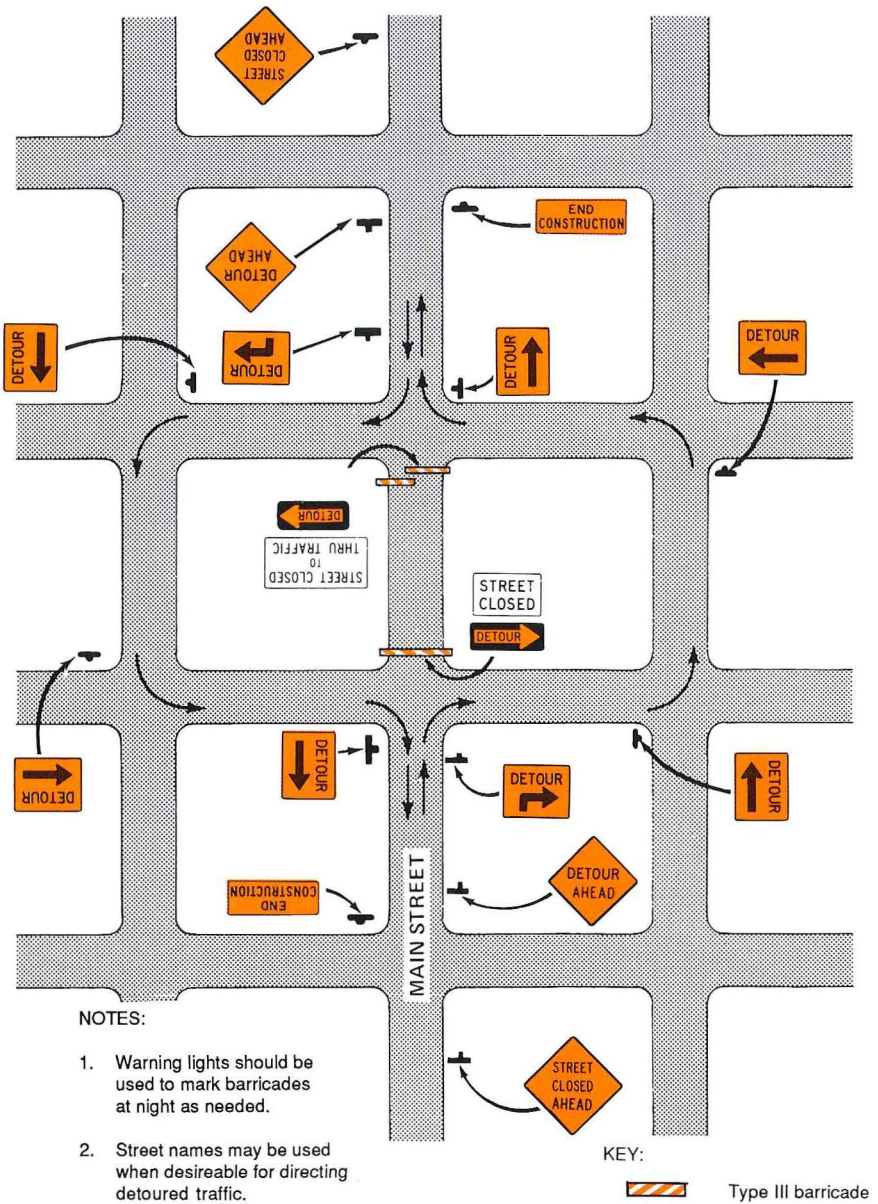 STREET
CLOSED
AHEAD
END
CONSTRUCTION
DETOUR
AHEAD
DETOUR
DETOUR
DETOUR
DETOUR
DETOUR
STREET CLOSED
TO
THRU TRAFFIC
STREET
CLOSED
DETOUR
DETOUR
DETOUR
DETOUR
DETOUR
DETOUR
AHEAD
END
CONSTRUCTION
MAIN STREET
STREET
CLOSED
AHEAD
NOTES:
1. Warning lights should be
used to mark barricades
at night as needed.
2. Street names may be used
when desireable for directing
detoured traffic.
KEY:
Type III barricade